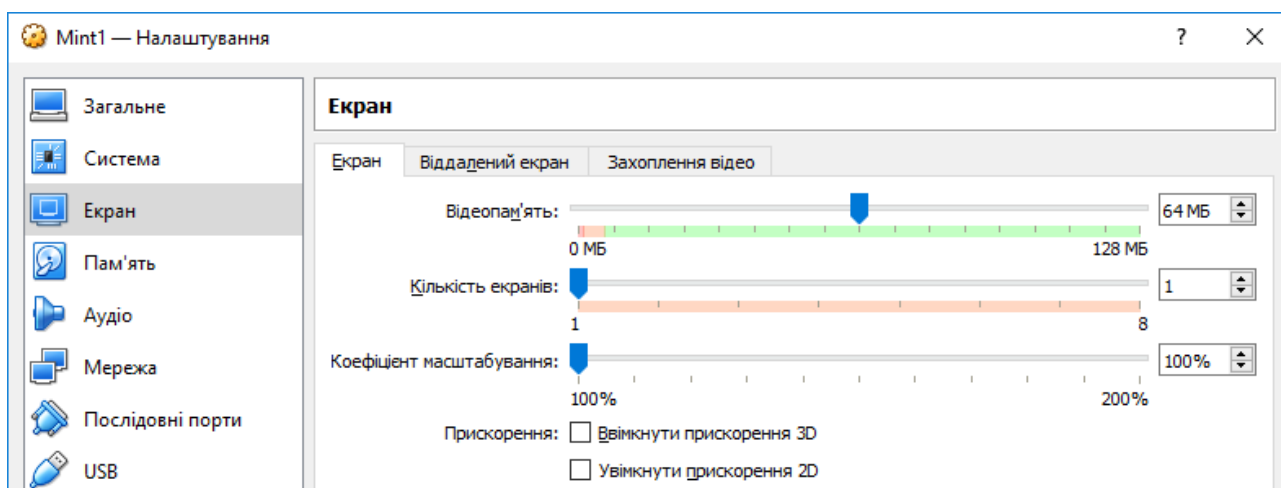 Mint1 — Налаштування
?
Загальне
Система
Екран
Пам'ять
Аудіо
Мережа
Послідовні порти
USB
Екран
Екран Віддалений екран Захоплення відео
Відеопам'ять: 64 МБ
0 МБ 128 МБ
Кількість екранів: 1
1 8
Коефіцієнт масштабування: 100%
100% 200%
Прискорення: Ввімкнути прискорення 3D
Увімкнути прискорення 2D